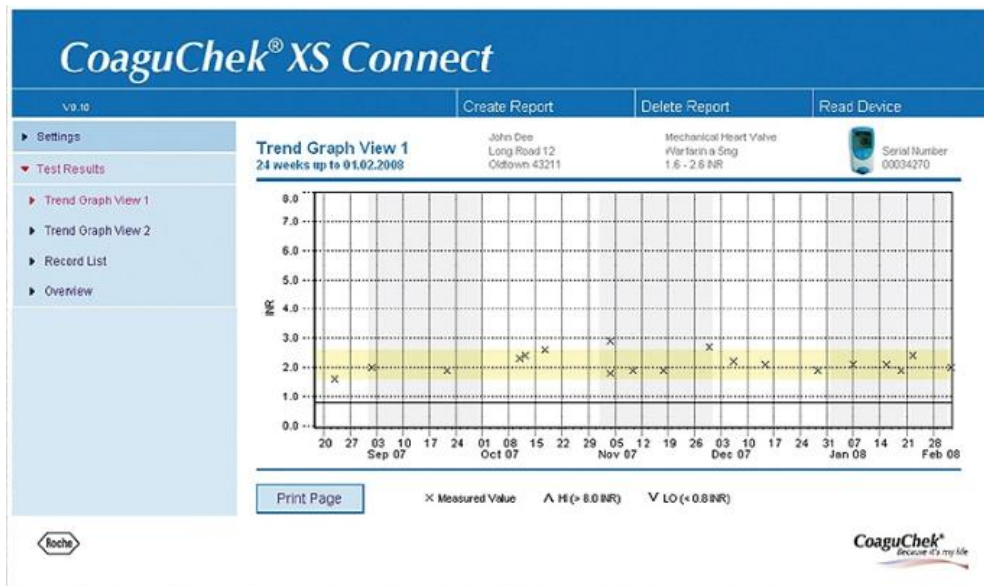 CoaguChek® XS Connect
V0.10
Create Report
Delete Report
Read Device
Settings
Test Results
Trend Graph View 1
Trend Graph View 2
Record List
Overview
Trend Graph View 1
24 weeks up to 01.02.2008
John Dee
Long Road 12
Oldtown 43211
Mechanical Heart Valve
Warfarin a 5mg
1.6 - 2.6 INR
Serial Number
00034270
INR
8.0
7.0
6.0
5.0
4.0
3.0
2.0
1.0
0.0
20 27 03 10 17 24 01 08 15 22 29 05 12 19 26 03 10 17 24 31 07 14 21 28
Sep 07 Oct 07 Nov 07 Dec 07 Jan 08 Feb 08
Print Page
× Measured Value
Λ HI (> 8.0 INR)
V LO (< 0.8 INR)
Roche
CoaguChek®
Because it's my life